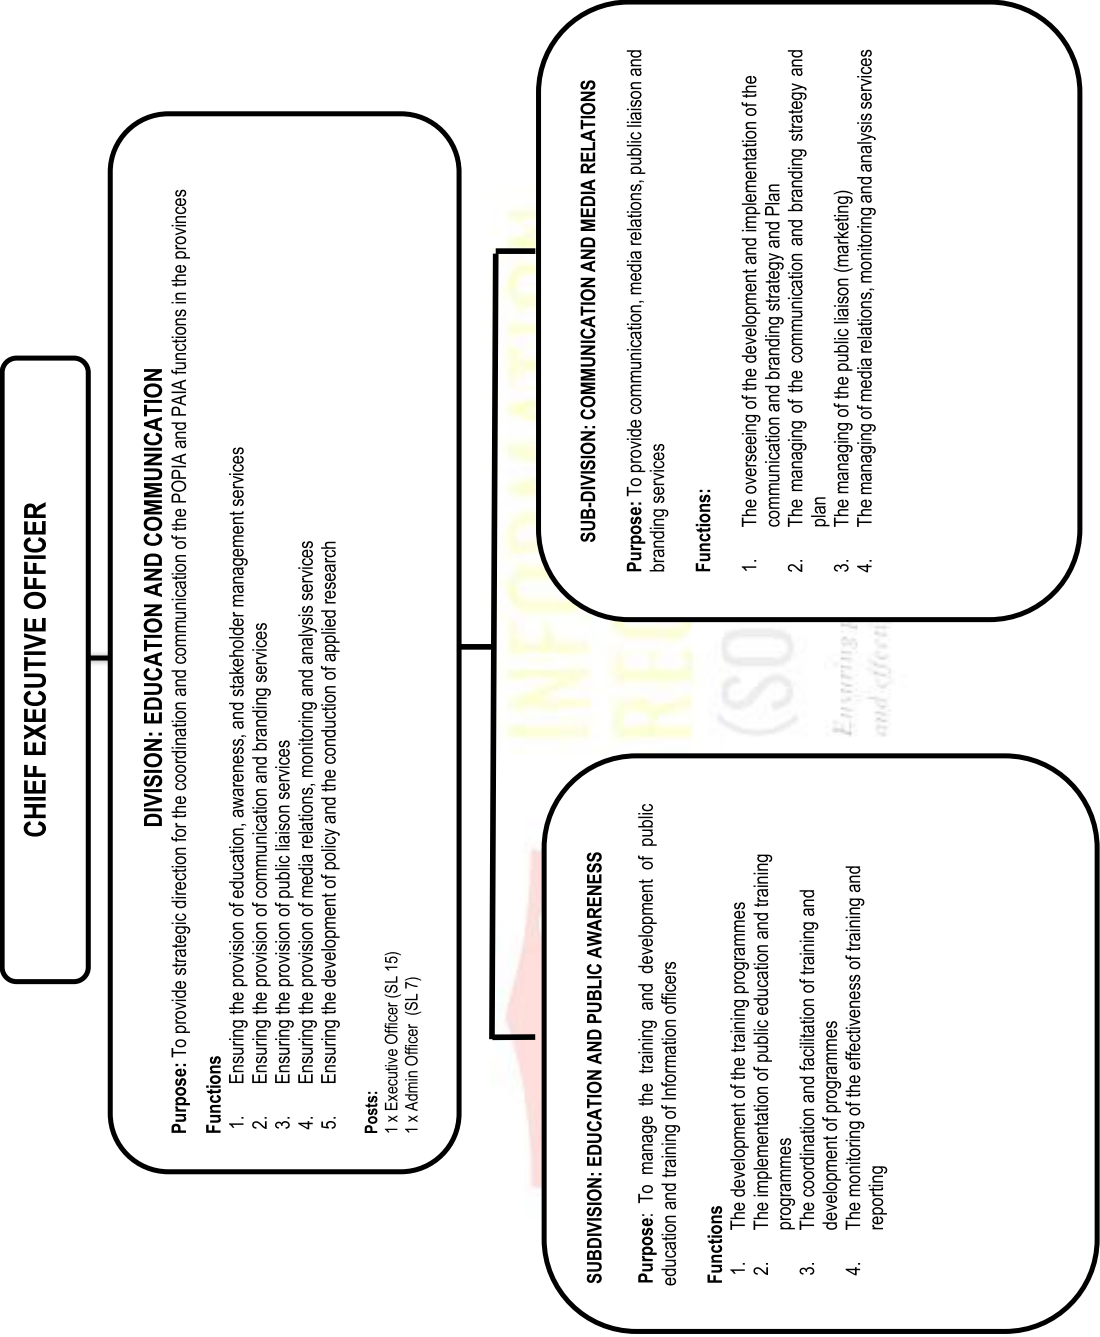 CHIEF EXECUTIVE OFFICER
DIVISION: EDUCATION AND COMMUNICATION
Purpose: To provide strategic direction for the coordination and communication of the POPIA and PAIA functions in the provinces
Functions
1. Ensuring the provision of education, awareness, and stakeholder management services
2. Ensuring the provision of communication and branding services
3. Ensuring the provision of public liaison services
4. Ensuring the provision of media relations, monitoring and analysis services
5. Ensuring the development of policy and the conduction of applied research
Posts:
1 x Executive Officer (SL 15)
1 x Admin Officer (SL 7)
SUBDIVISION: EDUCATION AND PUBLIC AWARENESS
Purpose: To manage the training and development of public
education and training of Information officers
Functions
1. The development of the training programmes
2. The implementation of public education and training
programmes
3. The coordination and facilitation of training and
development of programmes
4. The monitoring of the effectiveness of training and
reporting
SUB-DIVISION: COMMUNICATION AND MEDIA RELATIONS
Purpose: To provide communication, media relations, public liaison and
branding services
Functions:
1. The overseeing of the development and implementation of the
communication and branding strategy and Plan
2. The managing of the communication and branding strategy and
plan
3. The managing of the public liaison (marketing)
4. The managing of media relations, monitoring and analysis services
INFORMATION
(SO
Ensuring